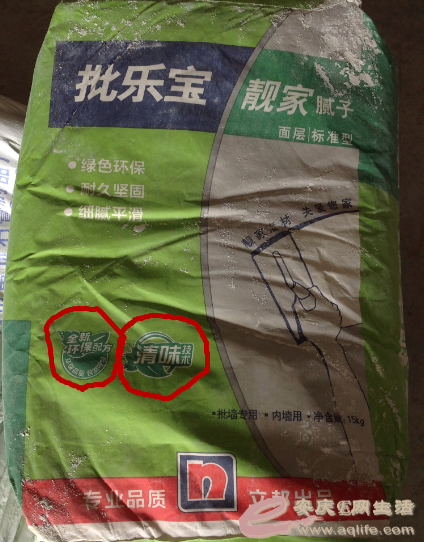 批乐宝
靓家腻子
面层|标准型
• 绿色环保
• 耐久坚固
• 细腻平滑
全新
环保配方
清味技术
•批墙专用 •内墙用 •净含量:15kg
n
专业品质 立邦出品
安庆E网生活
www.aqlife.com